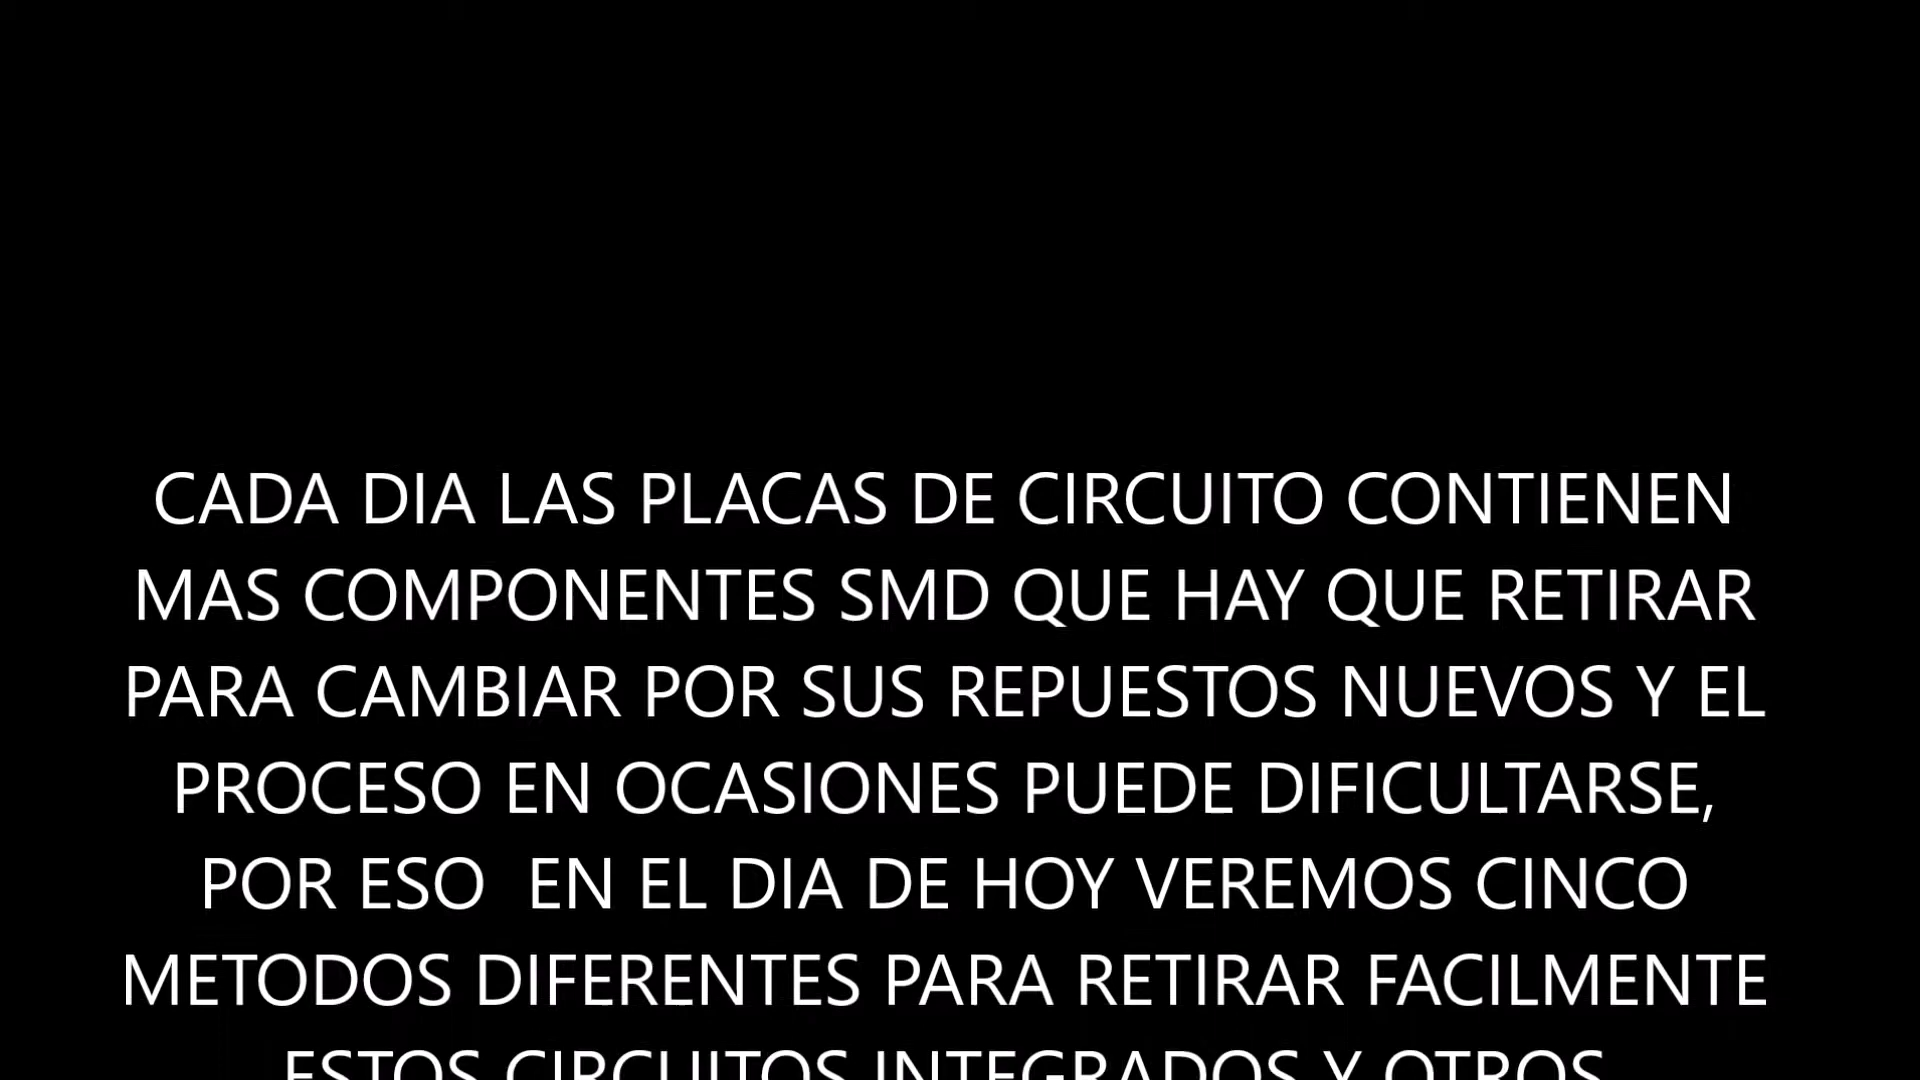 CADA DIA LAS PLACAS DE CIRCUITO CONTIENEN
MAS COMPONENTES SMD QUE HAY QUE RETIRAR
PARA CAMBIAR POR SUS REPUESTOS NUEVOS Y EL
PROCESO EN OCASIONES PUEDE DIFICULTARSE,
POR ESO  EN EL DIA DE HOY VEREMOS CINCO
METODOS DIFERENTES PARA RETIRAR FACILMENTE
ESTOS CIRCUITOS INTEGRADOS Y OTROS